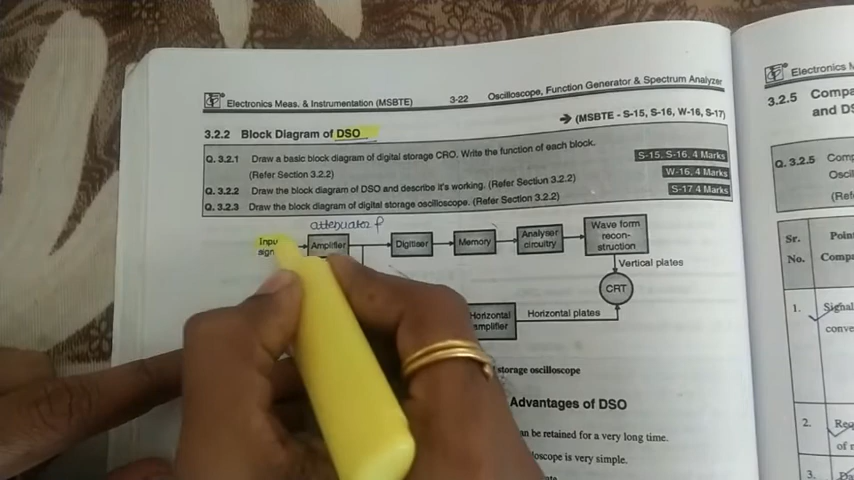 Electronics Meas. & Instrumentation (MSBTE) 3-22 Oscilloscope, Function Generator & Spectrum Analyzer
3.2.2 Block Diagram of DSO
➔ (MSBTE - S-15, S-16, W-16, S-17)
Q. 3.2.1 Draw a basic block diagram of digital storage CRO. Write the function of each block.
(Refer Section 3.2.2) S-15, S-16, 4 Marks
Q. 3.2.2 Draw the block diagram of DSO and describe it's working. (Refer Section 3.2.2) W-16, 4 Marks
Q. 3.2.3 Draw the block diagram of digital storage oscilloscope. (Refer Section 3.2.2) S-17 4 Marks
attenuator
Amplifier
Digitiser
Memory
Analyser
circuitry
Wave form
recon-
struction
Vertical plates
CRT
Horizontal
amplifier
Horizontal plates
storage oscilloscope
Advantages of DSO
an be retained for a very long time.
oscope is very simple.
Electronics M
3.2.5 Compa
and DS
Q. 3.2.5
Sr.
No.
1. Signal
conve
2.
of
3.